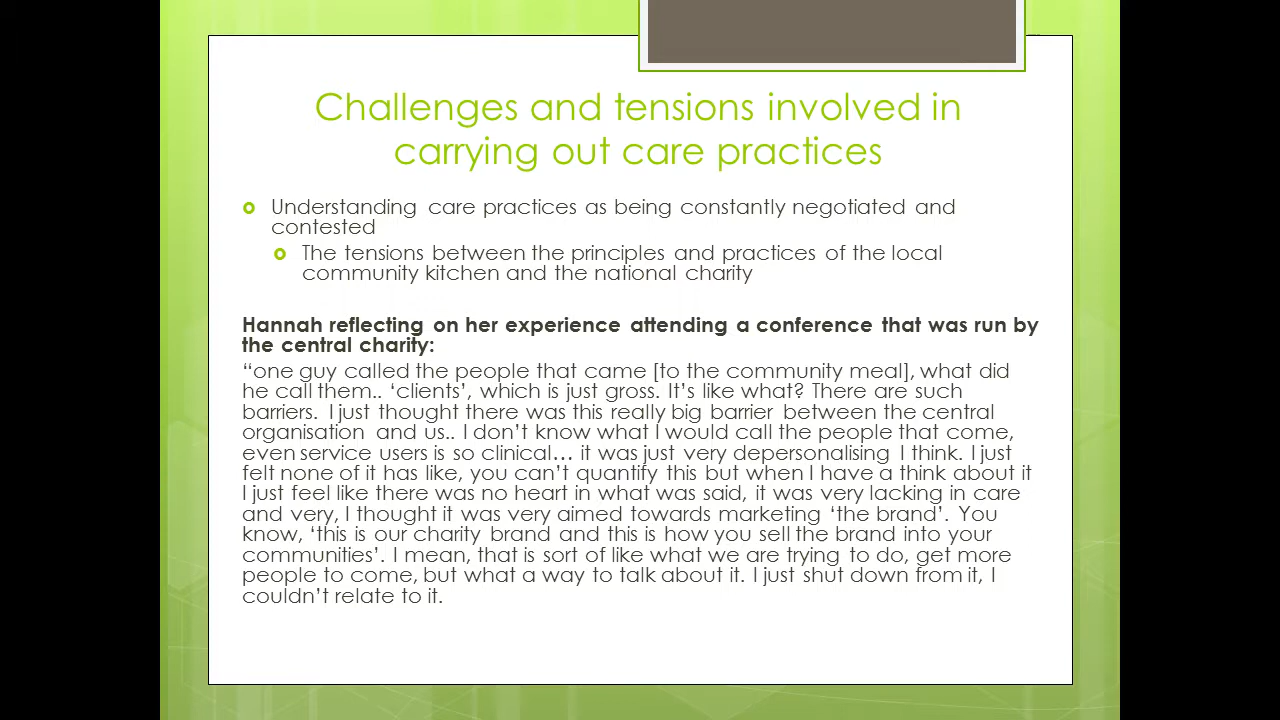 Challenges and tensions involved in
carrying out care practices
Understanding care practices as being constantly negotiated and
contested
The tensions between the principles and practices of the local
community kitchen and the national charity
Hannah reflecting on her experience attending a conference that was run by
the central charity:
“one guy called the people that came [to the community meal], what did
he call them.. ‘clients’, which is just gross. It’s like what? There are such
barriers. I just thought there was this really big barrier between the central
organisation and us.. I don’t know what I would call the people that come,
even service users is so clinical… it was just very depersonalising I think. I just
felt none of it has like, you can’t quantify this but when I have a think about it
I just feel like there was no heart in what was said, it was very lacking in care
and very, I thought it was very aimed towards marketing ‘the brand’. You
know, ‘this is our charity brand and this is how you sell the brand into your
communities’. I mean, that is sort of like what we are trying to do, get more
people to come, but what a way to talk about it. I just shut down from it, I
couldn’t relate to it.